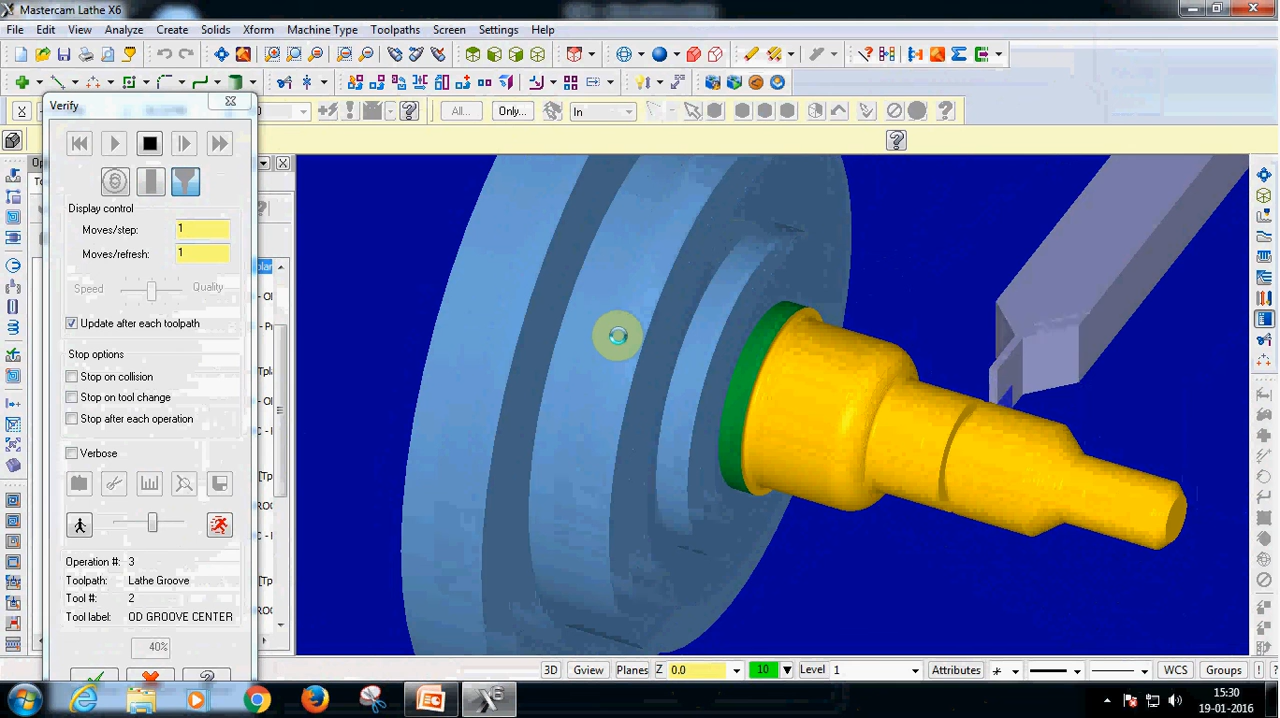 Mastercam Lathe X6
File Edit View Analyze Create Solids Xform Machine Type Toolpaths Screen Settings Help
Verify
0
All... Only... In
Display control
Moves/step: 1
Moves/refresh: 1
Speed Quality
Update after each toolpath
Stop options
Stop on collision
Stop on tool change
Stop after each operation
Verbose
Operation #: 3
Toolpath: Lathe Groove
Tool #: 2
Tool label: OD GROOVE CENTER
40%
3D Gview Planes Z 0.0 10 Level 1 Attributes WCS Groups
15:30
19-01-2016